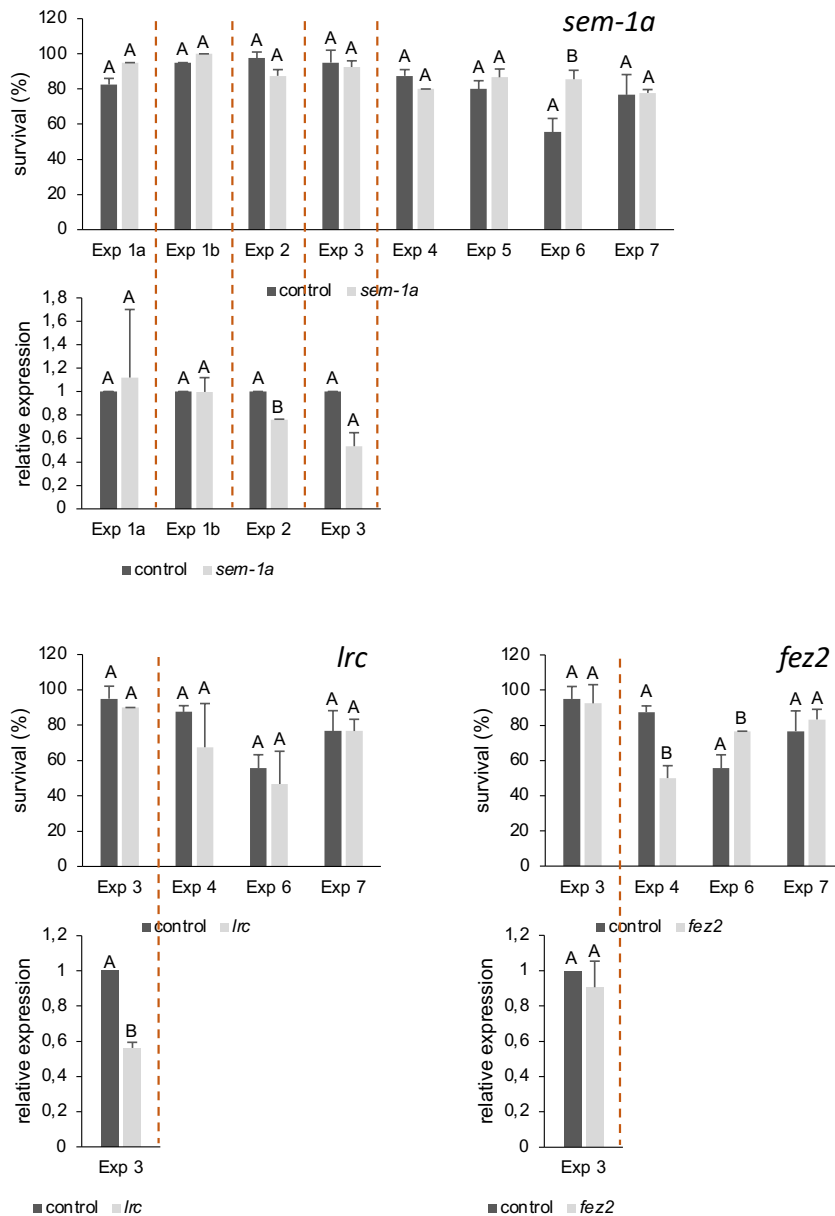 sem-1a
survival (%)
120
100
80
60
40
20
0
A A A A A A A A A A A A A B A A
Exp 1a Exp 1b Exp 2 Exp 3 Exp 4 Exp 5 Exp 6 Exp 7
control sem-1a
relative expression
1,8
1,6
1,4
1,2
1
0,8
0,6
0,4
0,2
0
A A A A A B A A
Exp 1a Exp 1b Exp 2 Exp 3
control sem-1a
lrc
survival (%)
120
100
80
60
40
20
0
A A A A A A A A
Exp 3 Exp 4 Exp 6 Exp 7
control lrc
relative expression
1,2
1
0,8
0,6
0,4
0,2
0
A B
Exp 3
control lrc
fez2
survival (%)
120
100
80
60
40
20
0
A A A B A B A A
Exp 3 Exp 4 Exp 6 Exp 7
control fez2
relative expression
1,2
1
0,8
0,6
0,4
0,2
0
A A
Exp 3
control fez2